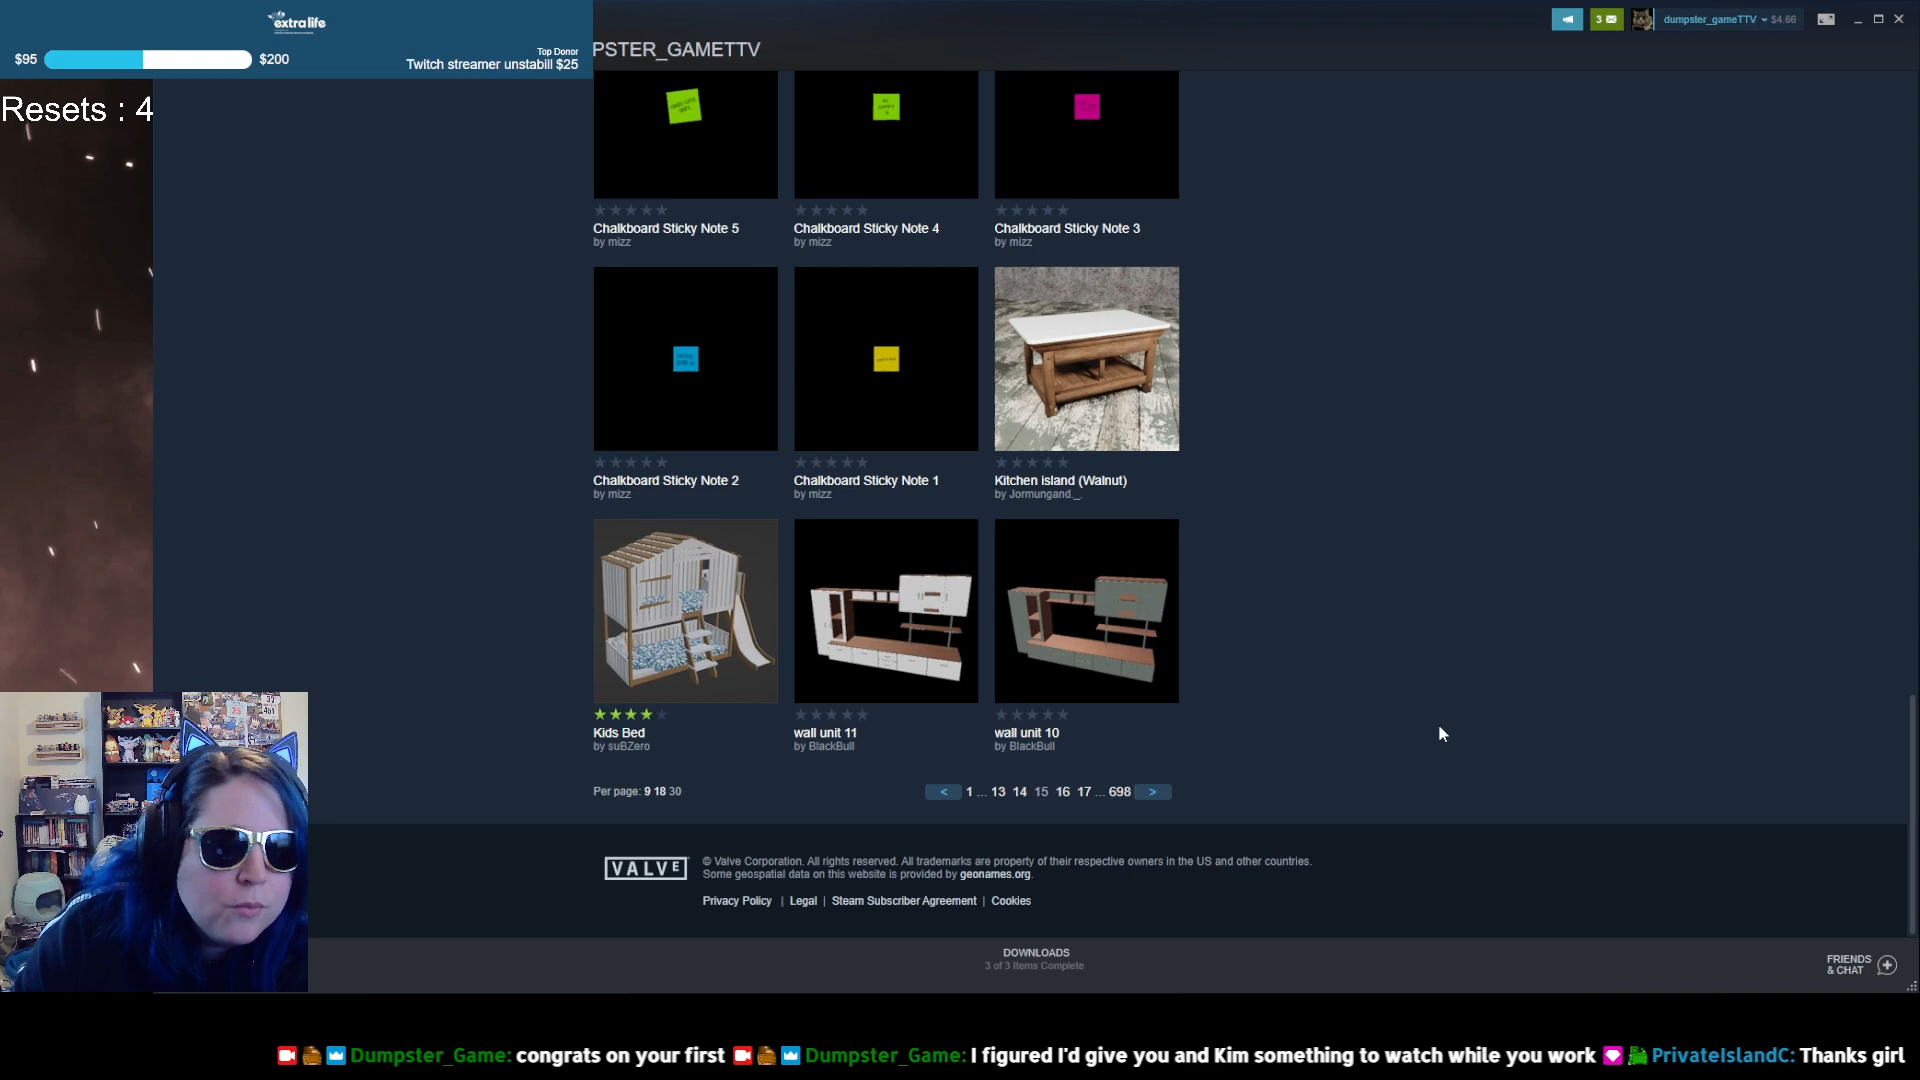 extralife
$95
$200
Top Donor
Twitch streamer unstabill $25
PSTER_GAMETTV
3
dumpster_gameTTV
$4.66
Resets : 4
Chalkboard Sticky Note 5
by mizz
Chalkboard Sticky Note 4
by mizz
Chalkboard Sticky Note 3
by mizz
Chalkboard Sticky Note 2
by mizz
Chalkboard Sticky Note 1
by mizz
Kitchen island (Walnut)
by Jormungand._.
Kids Bed
by suBZero
wall unit 11
by BlackBull
wall unit 10
by BlackBull
Per page: 9 18 30
< 1 ... 13 14 15 16 17 ... 698 >
VALVE
© Valve Corporation. All rights reserved. All trademarks are property of their respective owners in the US and other countries.
Some geospatial data on this website is provided by geonames.org.
Privacy Policy | Legal | Steam Subscriber Agreement | Cookies
DOWNLOADS
3 of 3 Items Complete
FRIENDS
& CHAT
Dumpster_Game: congrats on your first Dumpster_Game: I figured I'd give you and Kim something to watch while you work PrivateIslandC: Thanks girl